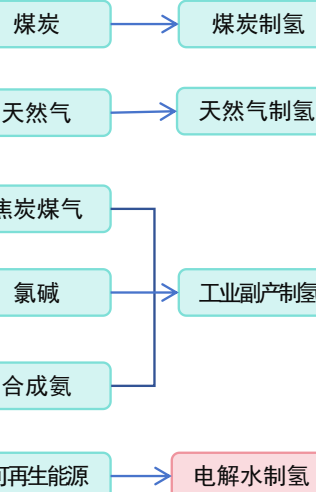 煤炭
煤炭制氢
天然气
天然气制氢
焦炭煤气
氯碱
工业副产制氢
合成氨
可再生能源
电解水制氢